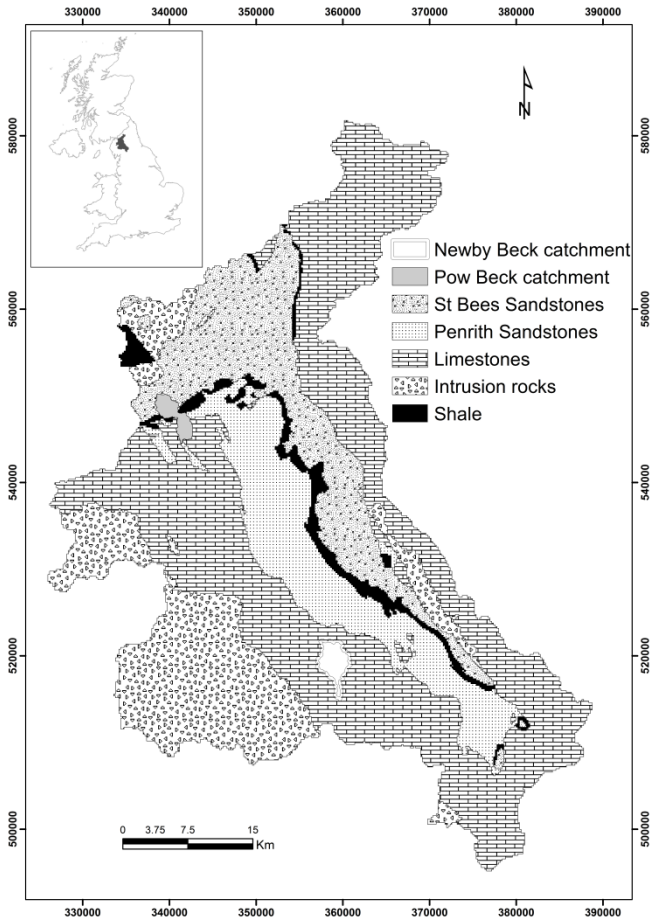 330000 340000 350000 360000 370000 380000 390000
N
580000 580000
Newby Beck catchment
Pow Beck catchment
St Bees Sandstones
560000 560000
Penrith Sandstones
Limestones
Intrusion rocks
Shale
540000 540000
520000 520000
500000 500000
0 3.75 7.5 15
Km
330000 340000 350000 360000 370000 380000 390000